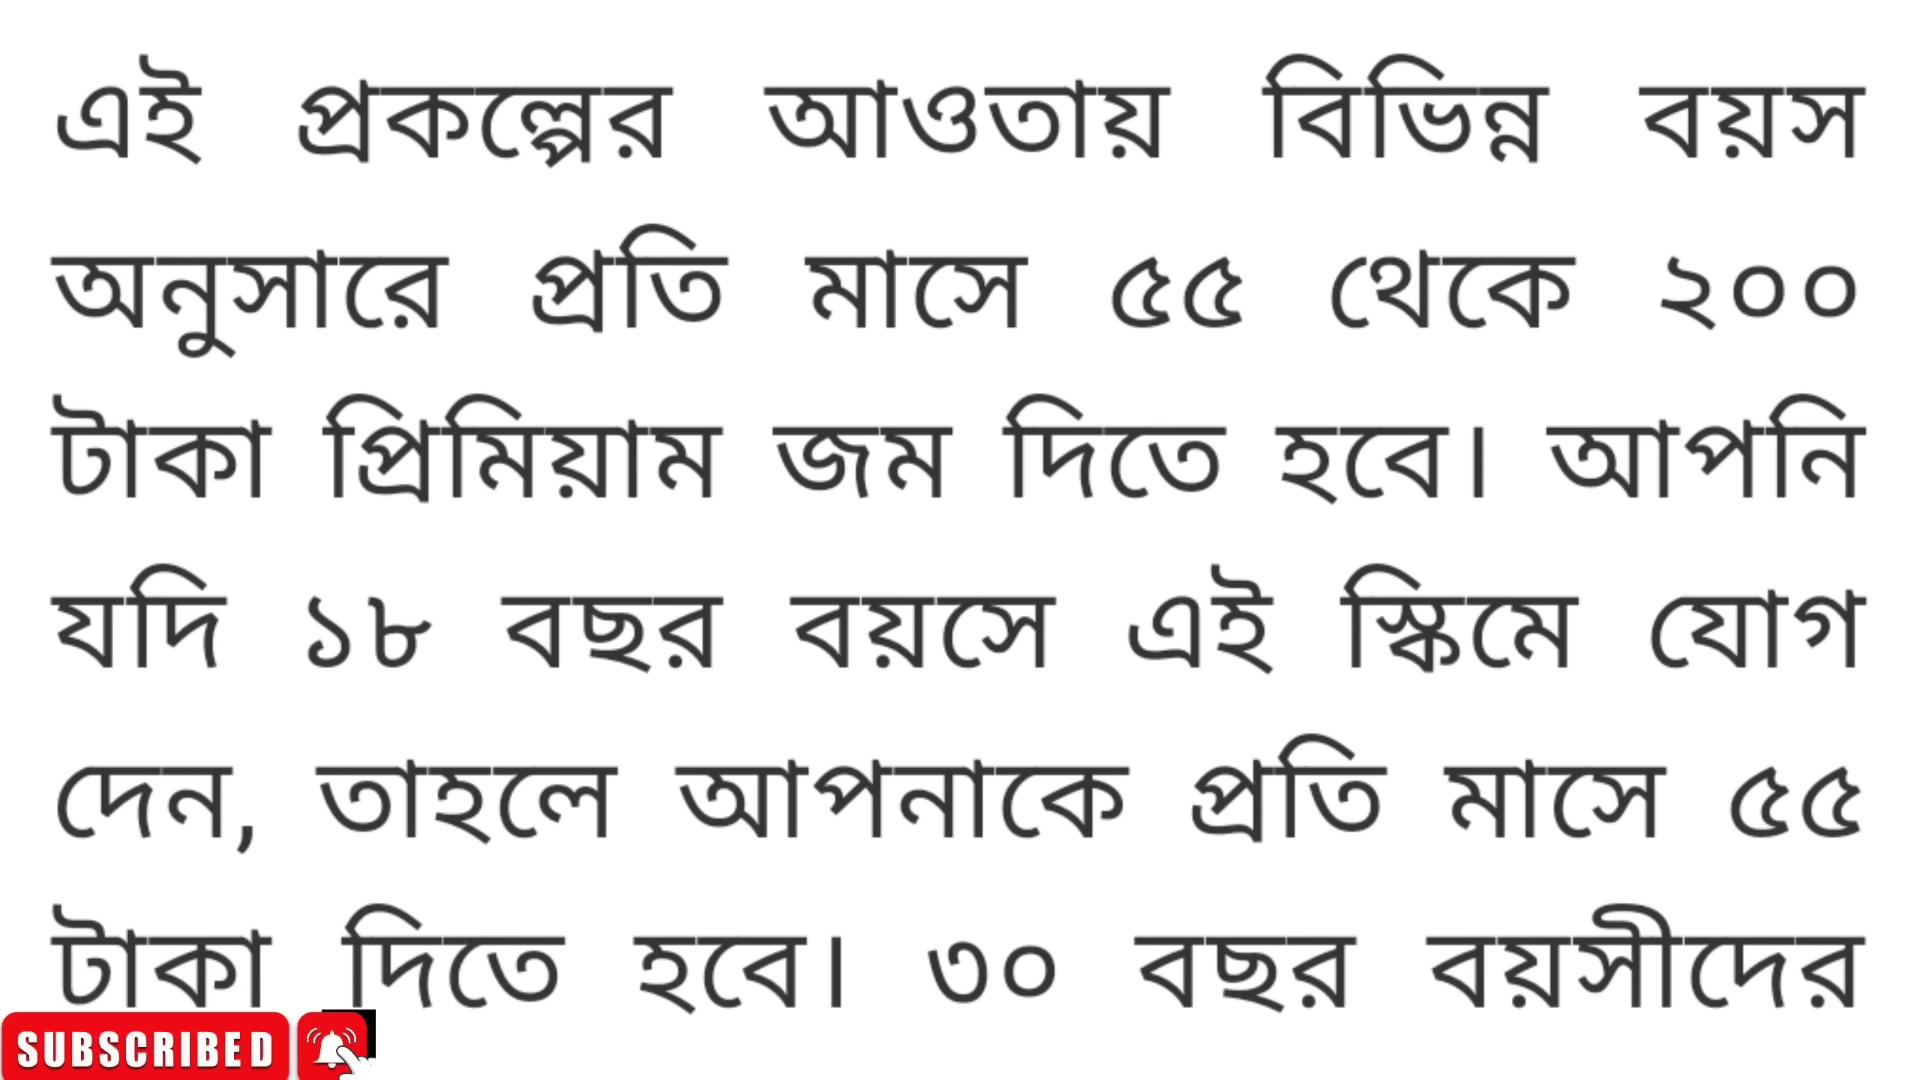 এই প্রকল্পের আওতায় বিভিন্ন বয়স
অনুসারে প্রতি মাসে ৫৫ থেকে ২০০
টাকা প্রিমিয়াম জম দিতে হবে। আপনি
যদি ১৮ বছর বয়সে এই স্কিমে যোগ
দেন, তাহলে আপনাকে প্রতি মাসে ৫৫
টাকা দিতে হবে। ৩০ বছর বয়সীদের
SUBSCRIBED